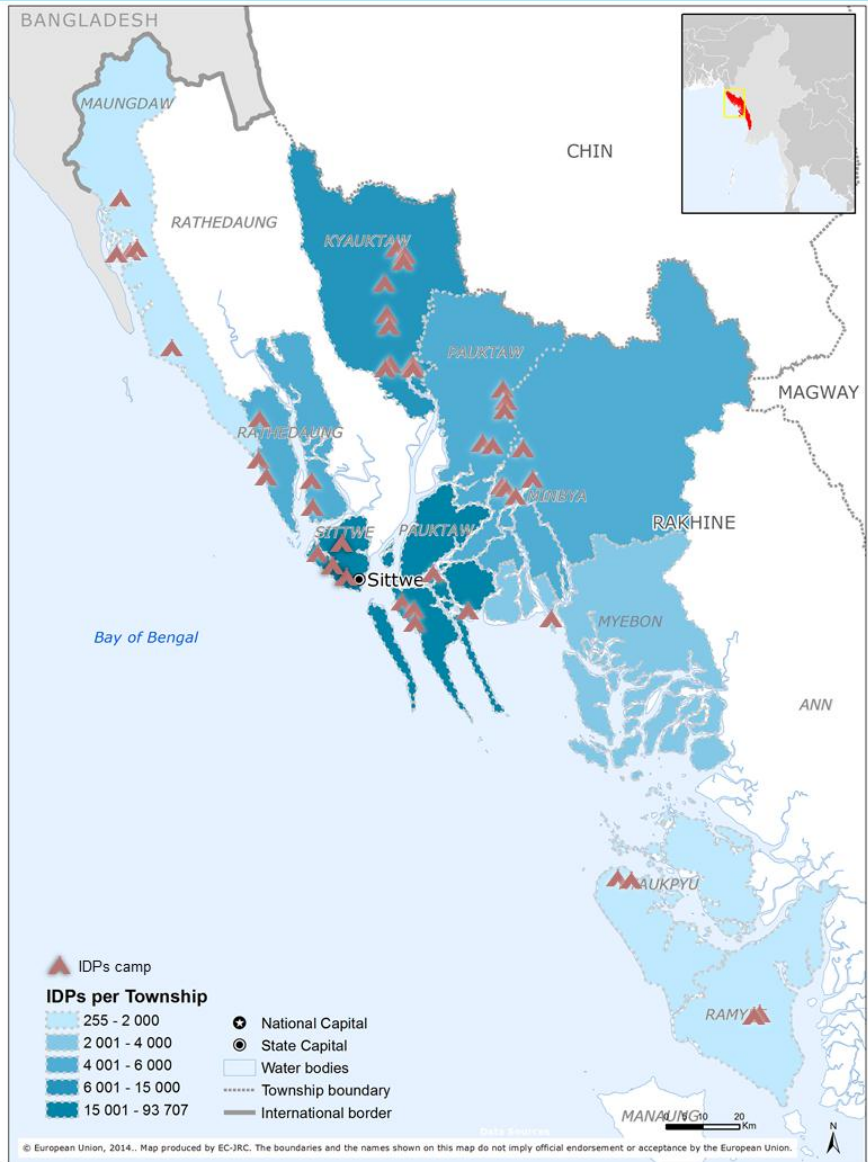 BANGLADESH
MAUNGDAW
CHIN
RATHEDAUNG
KYAUKTAW
PAUKTAW
MAGWAY
RATHEDAUNG
MINBYA
RAKHINE
SITTWE
PAUKTAW
Sittwe
MYEBON
Bay of Bengal
ANN
AUKPYU
RAMY
MANAUNG
IDPs camp
IDPs per Township
255 - 2 000
2 001 - 4 000
4 001 - 6 000
6 001 - 15 000
15 001 - 93 707
National Capital
State Capital
Water bodies
Township boundary
International border
0 5 10 20
Km
N
Data Sources
© European Union, 2014.. Map produced by EC-JRC. The boundaries and the names shown on this map do not imply official endorsement or acceptance by the European Union.